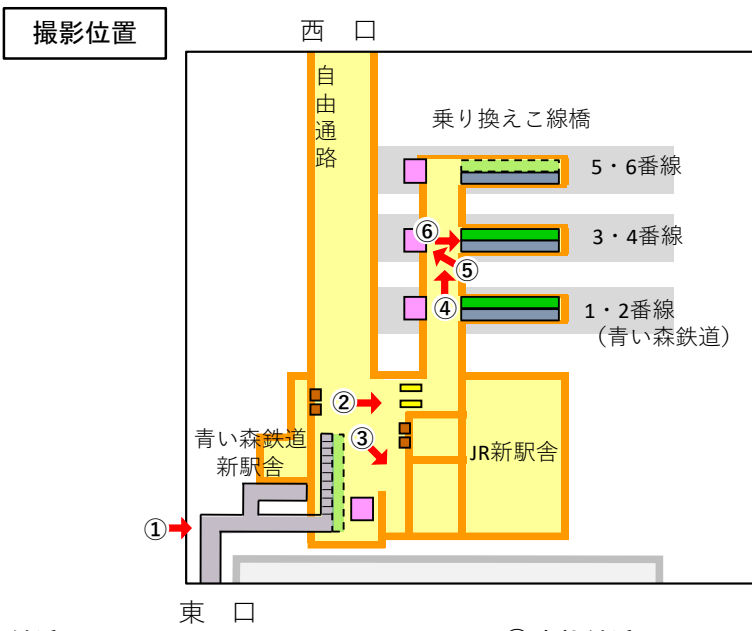 撮影位置
西 口
自由通路
乗り換えこ線橋
5・6番線
3・4番線
1・2番線
(青い森鉄道)
⑥
⑤
④
②
③
青い森鉄道
新駅舎
JR新駅舎
①
東 口